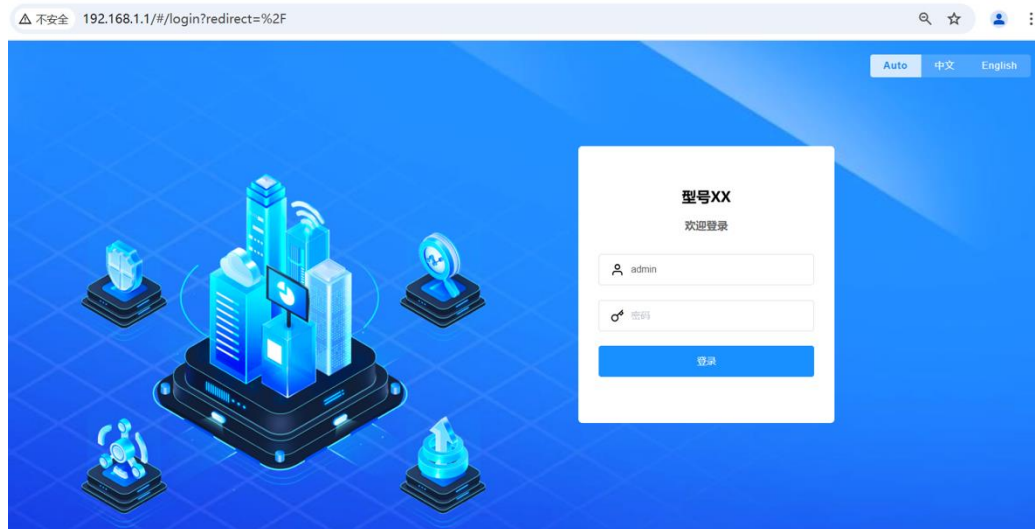 不安全 192.168.1.1/#/login?redirect=%2F
Auto 中文 English
型号XX
欢迎登录
admin
密码
登录